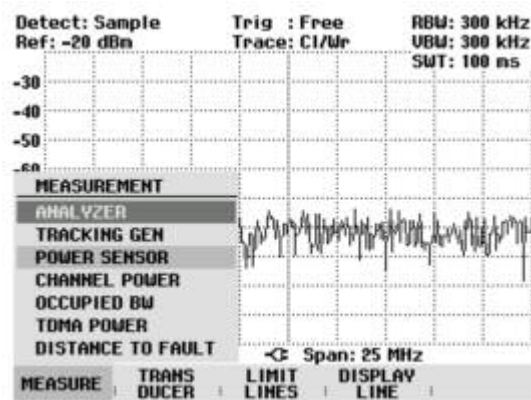 Detect: Sample Trig : Free RBW: 300 kHz
Ref: -20 dBm Trace: Cl/Wr VBW: 300 kHz
SWT: 100 ms
-30
-40
-50
-60
MEASUREMENT
ANALYZER
TRACKING GEN
POWER SENSOR
CHANNEL POWER
OCCUPIED BW
TDMA POWER
DISTANCE TO FAULT
Span: 25 MHz
MEASURE TRANS LIMIT DISPLAY
DUCER LINES LINE